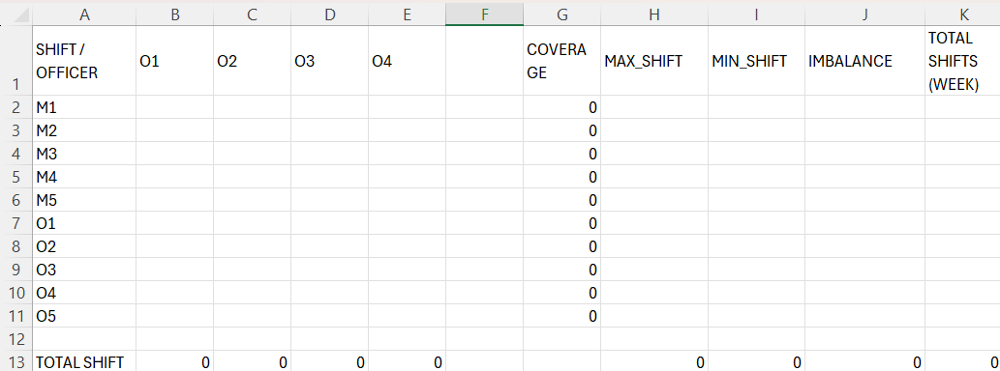 A B C D E F G H I J K
SHIFT / OFFICER O1 O2 O3 O4 COVERAGE MAX_SHIFT MIN_SHIFT IMBALANCE TOTAL SHIFTS (WEEK)
1
2 M1 0
3 M2 0
4 M3 0
5 M4 0
6 M5 0
7 O1 0
8 O2 0
9 O3 0
10 O4 0
11 O5 0
12
13 TOTAL SHIFT 0 0 0 0 0 0 0 0